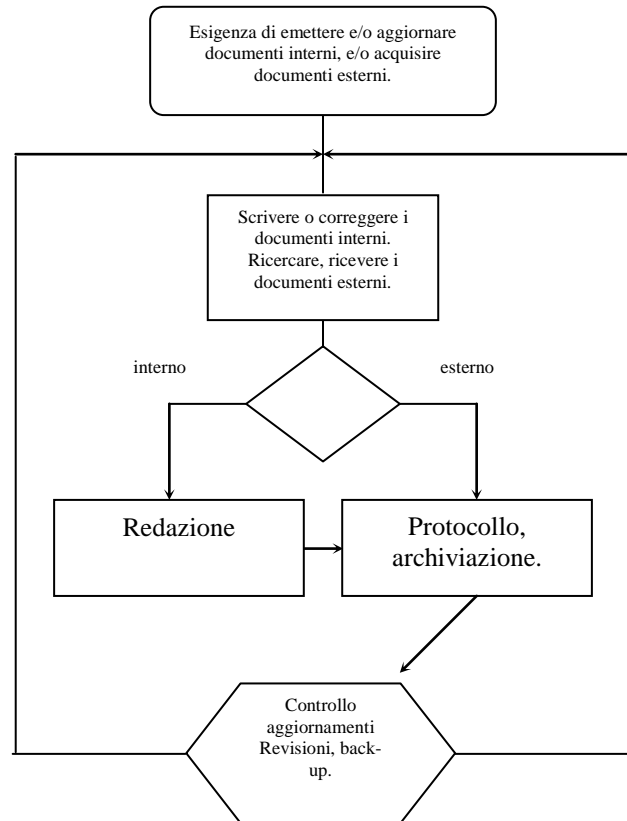 Esigenza di emettere e/o aggiornare
documenti interni, e/o acquisire
documenti esterni.
Scrivere o correggere i
documenti interni.
Ricercare, ricevere i
documenti esterni.
interno
esterno
Redazione
Protocollo,
archiviazione.
Controllo
aggiornamenti
Revisioni, back-
up.